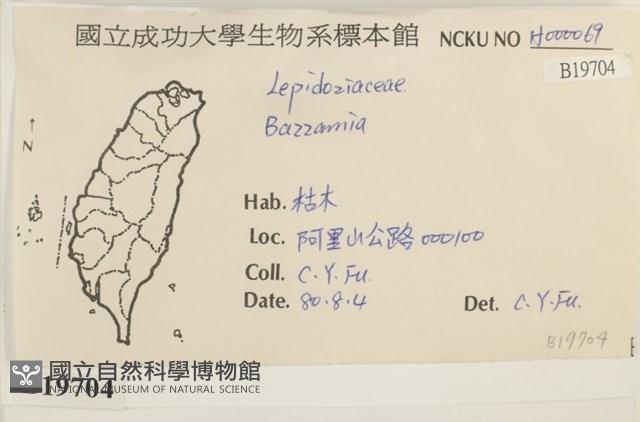 國立成功大學生物系標本館 NCKU NO H000069
B19704
Lepidoziaceae
Bazzamia
N
Hab. 枯木
Loc. 阿里山公路 000100
Coll. C.Y.Fu.
Date. 80.8.4 Det. C.Y.Fu.
B19704
國立自然科學博物館
NATIONAL MUSEUM OF NATURAL SCIENCE
19704